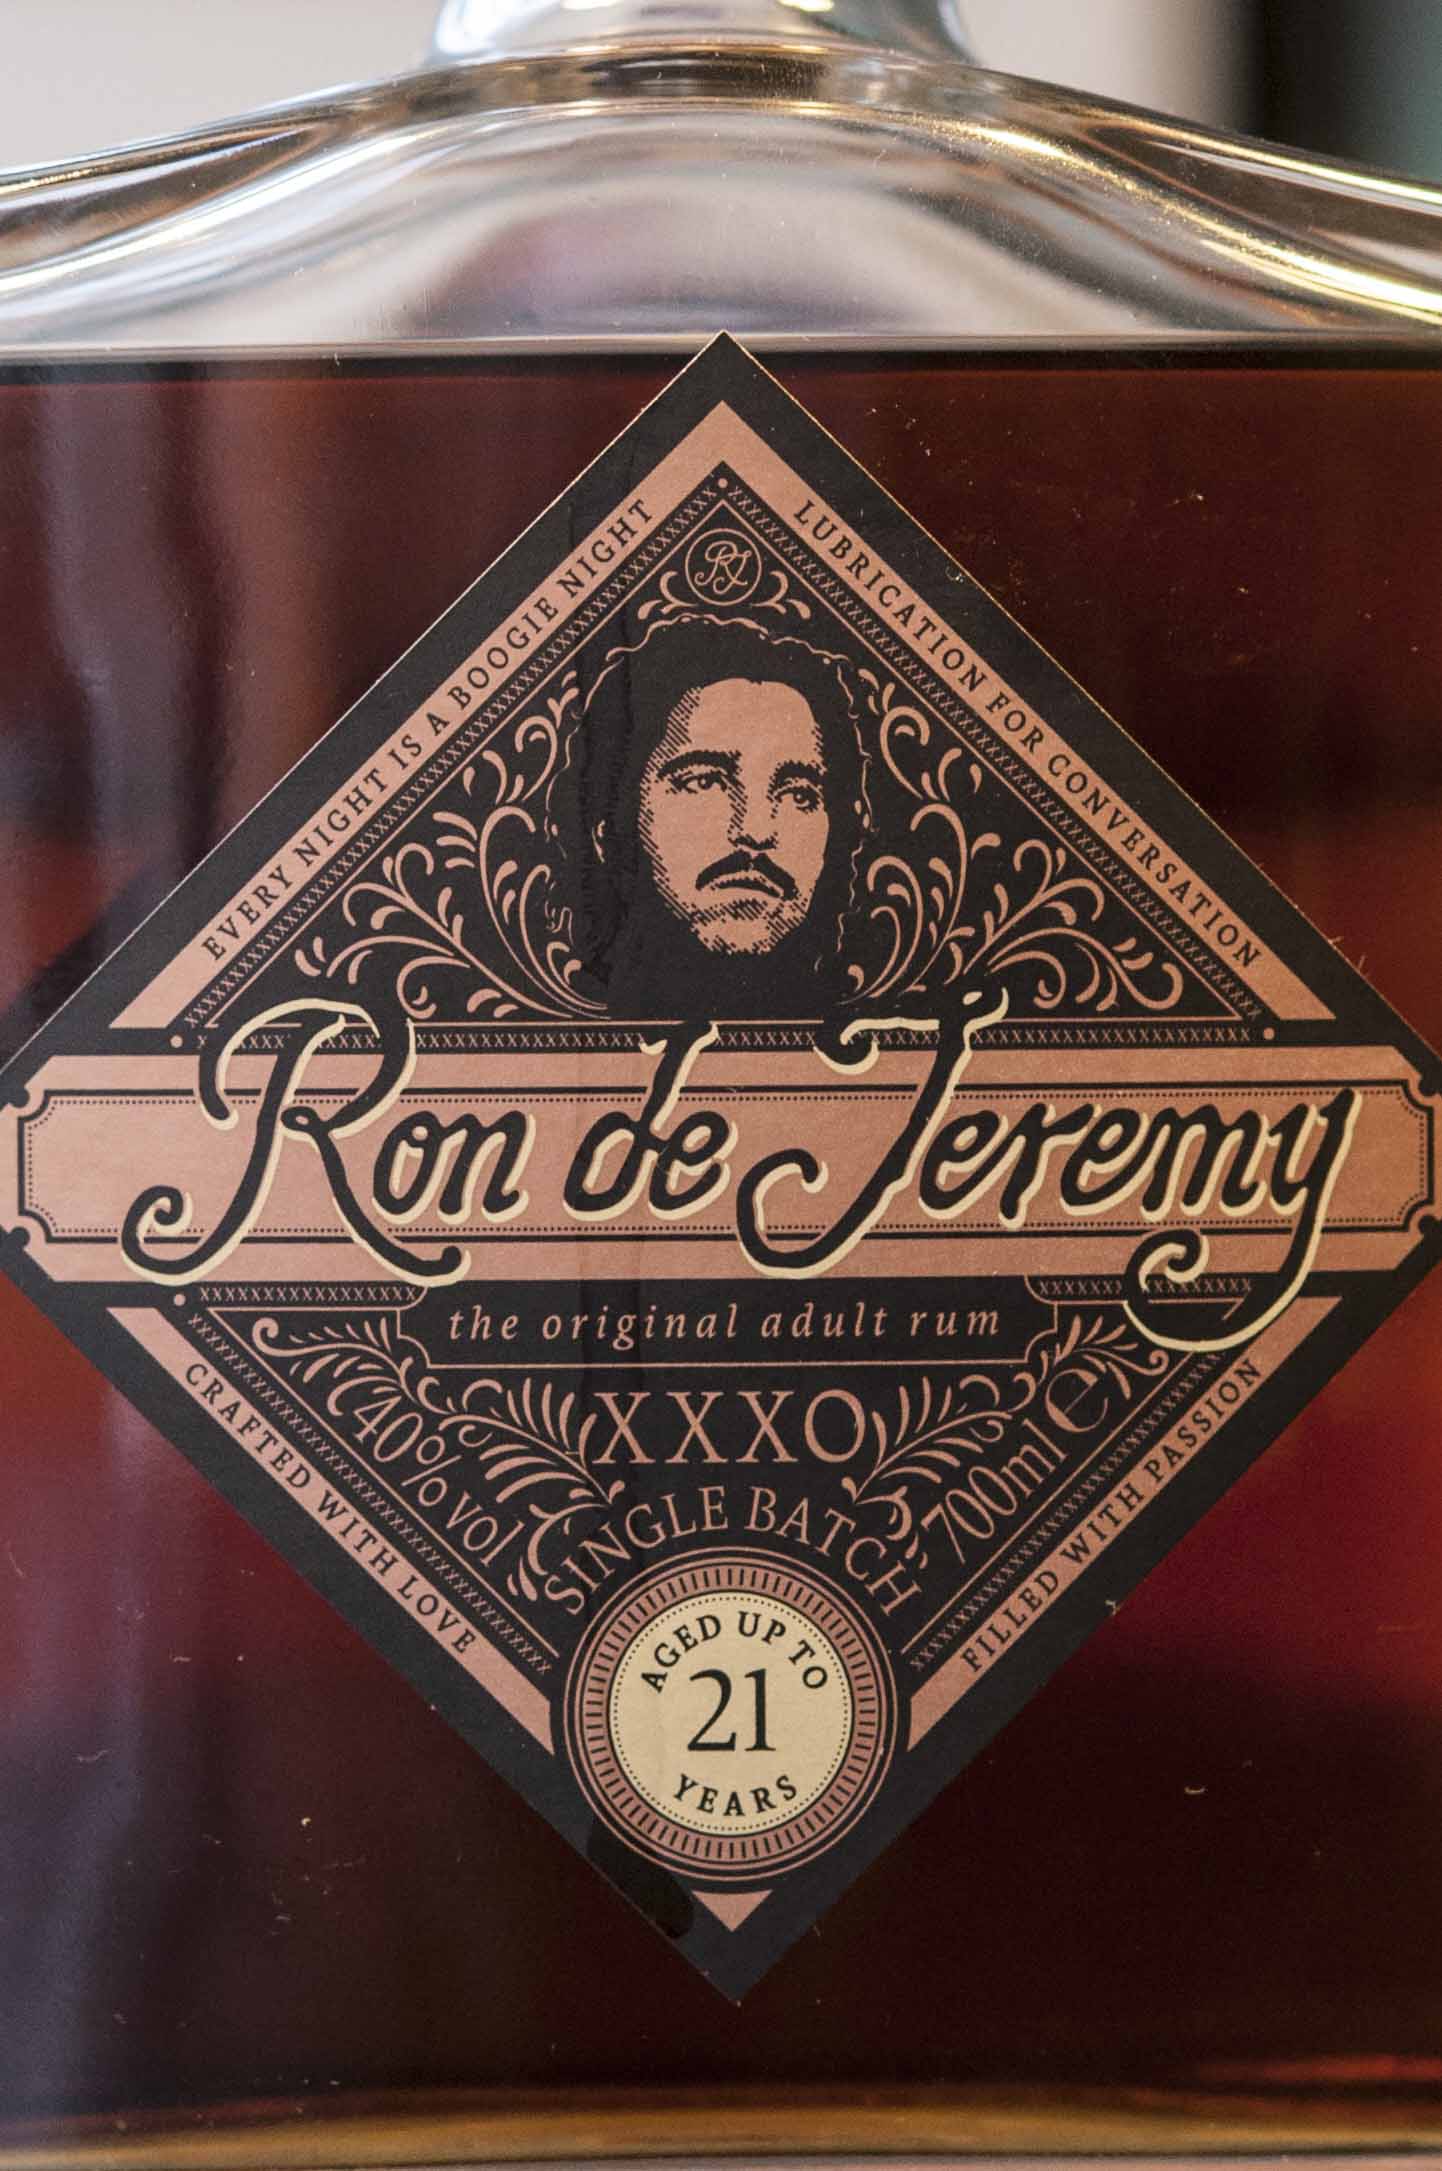 RJ
EVERY NIGHT IS A BOOGIE NIGHT
LUBRICATION FOR CONVERSATION
Ron de Jeremy
the original adult rum
XXXO
40% vol
700ml e
SINGLE BATCH
CRAFTED WITH LOVE
FILLED WITH PASSION
AGED UP TO
21
YEARS